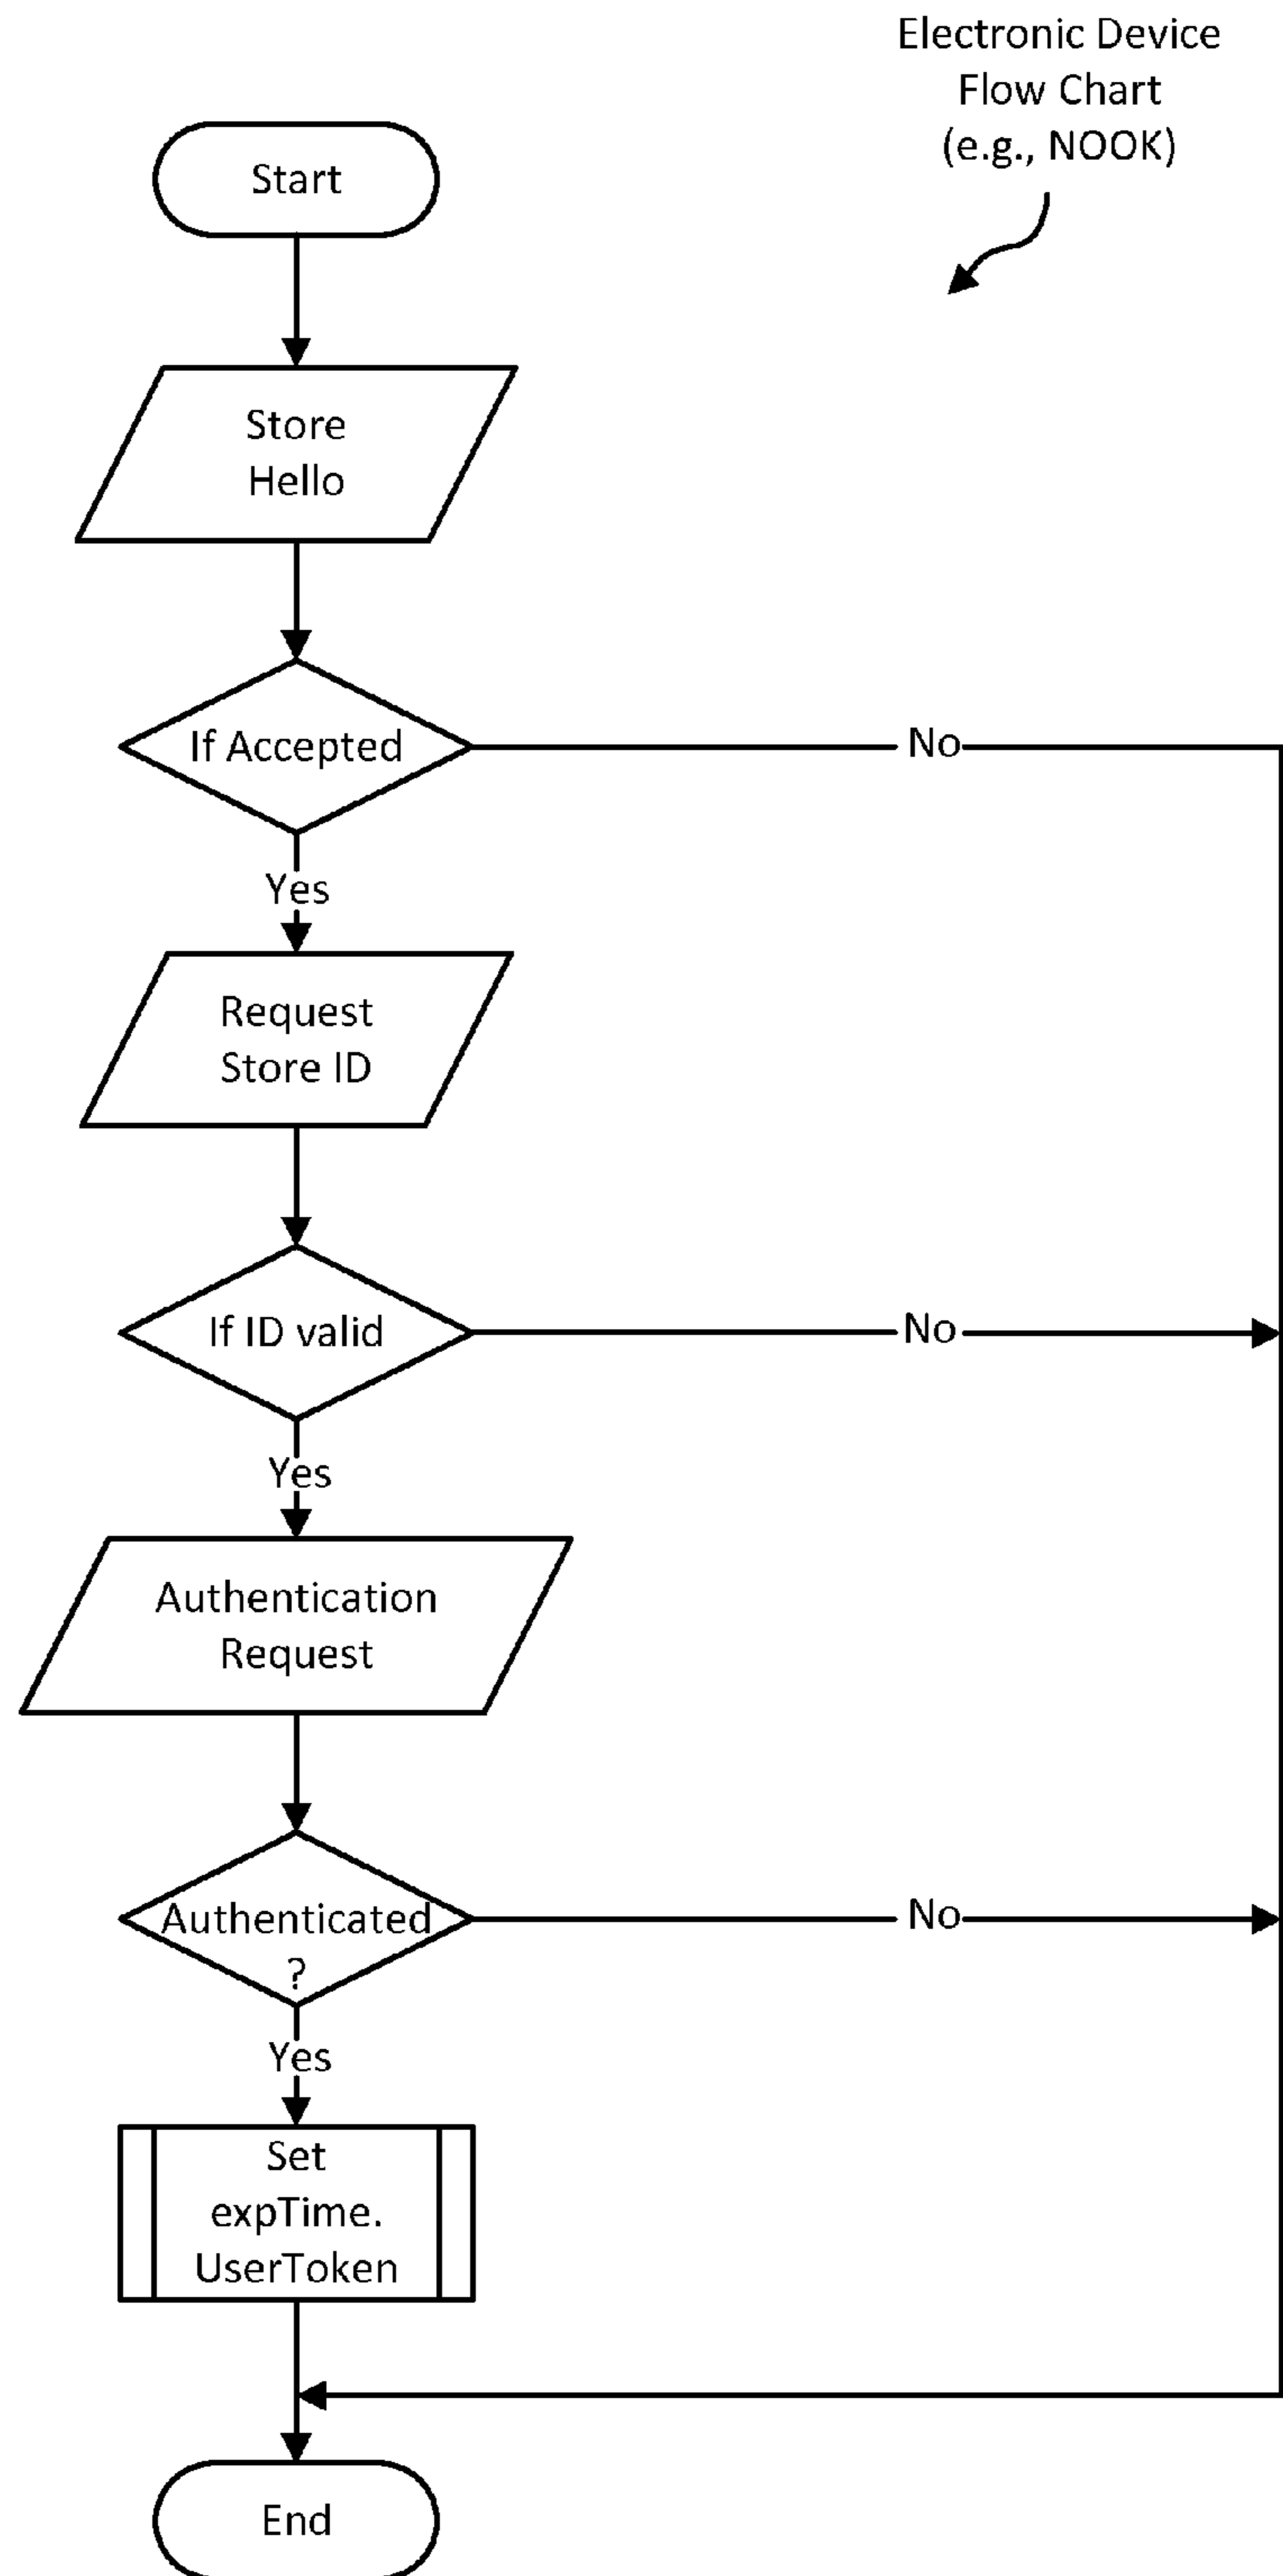 Electronic Device
Flow Chart
(e.g., NOOK)
Start
Store
Hello
If Accepted
No
Yes
Request
Store ID
If ID valid
No
Yes
Authentication
Request
Authenticated
?
No
Yes
Set
expTime.
UserToken
End